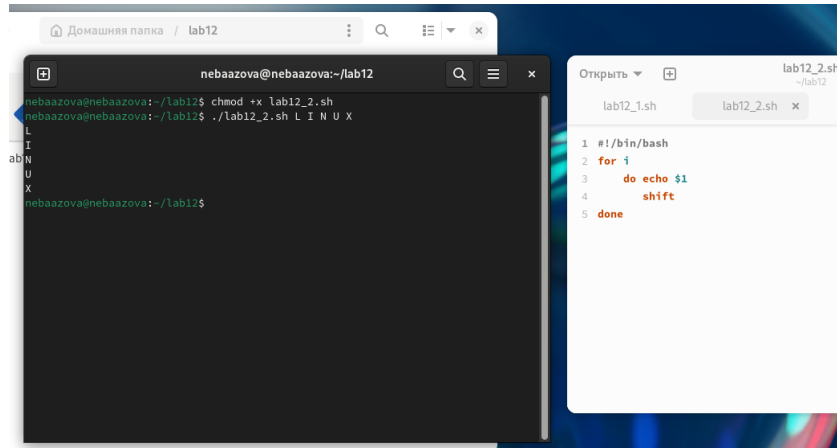 Домашняя папка / lab12
nebaazova@nebaazova:~/lab12
nebaazova@nebaazova:~/lab12$ chmod +x lab12_2.sh
nebaazova@nebaazova:~/lab12$ ./lab12_2.sh L I N U X
L
I
N
U
X
nebaazova@nebaazova:~/lab12$
Открыть
lab12_2.sh
~/lab12
lab12_1.sh
lab12_2.sh
1 #!/bin/bash
2 for i
3 do echo $1
4 shift
5 done